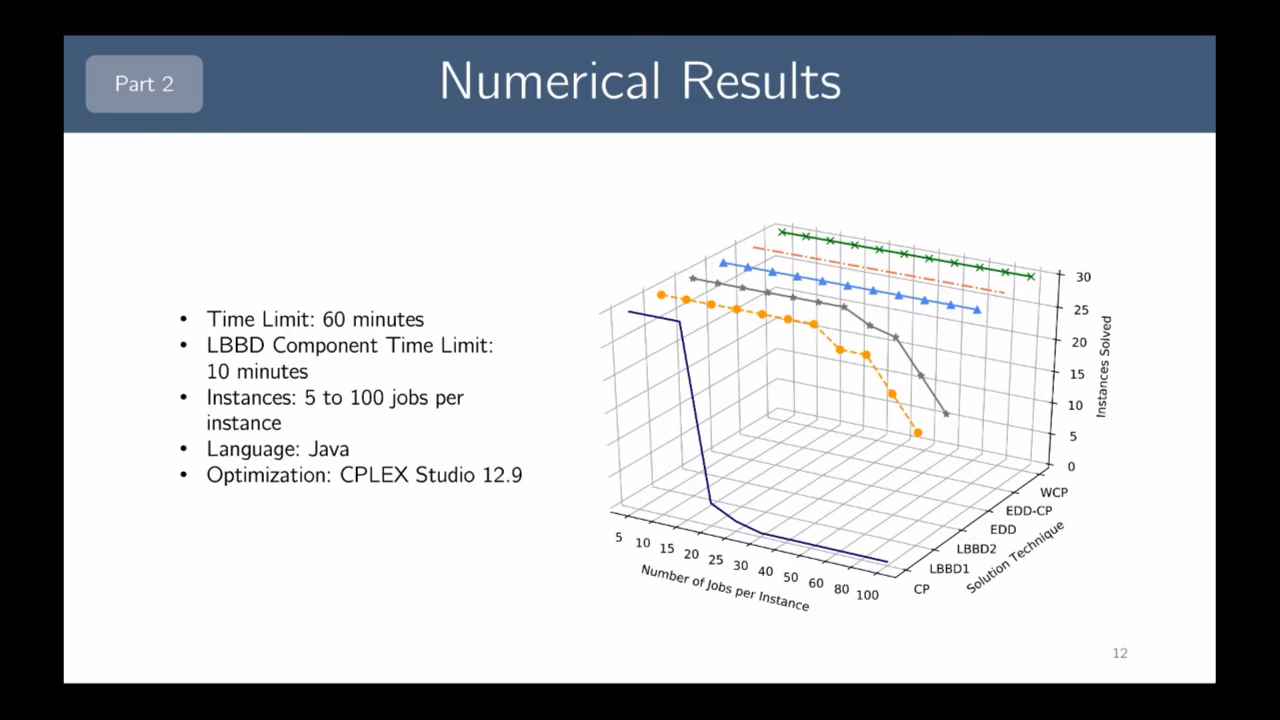 Part 2
Numerical Results
• Time Limit: 60 minutes
• LBBD Component Time Limit:
10 minutes
• Instances: 5 to 100 jobs per
instance
• Language: Java
• Optimization: CPLEX Studio 12.9
30
25
20
15
10
5
0
Instances Solved
WCP
EDD-CP
EDD
LBBD2
LBBD1
CP
Solution Technique
5
10
15
20
25
30
40
50
60
80
100
Number of Jobs per Instance
12